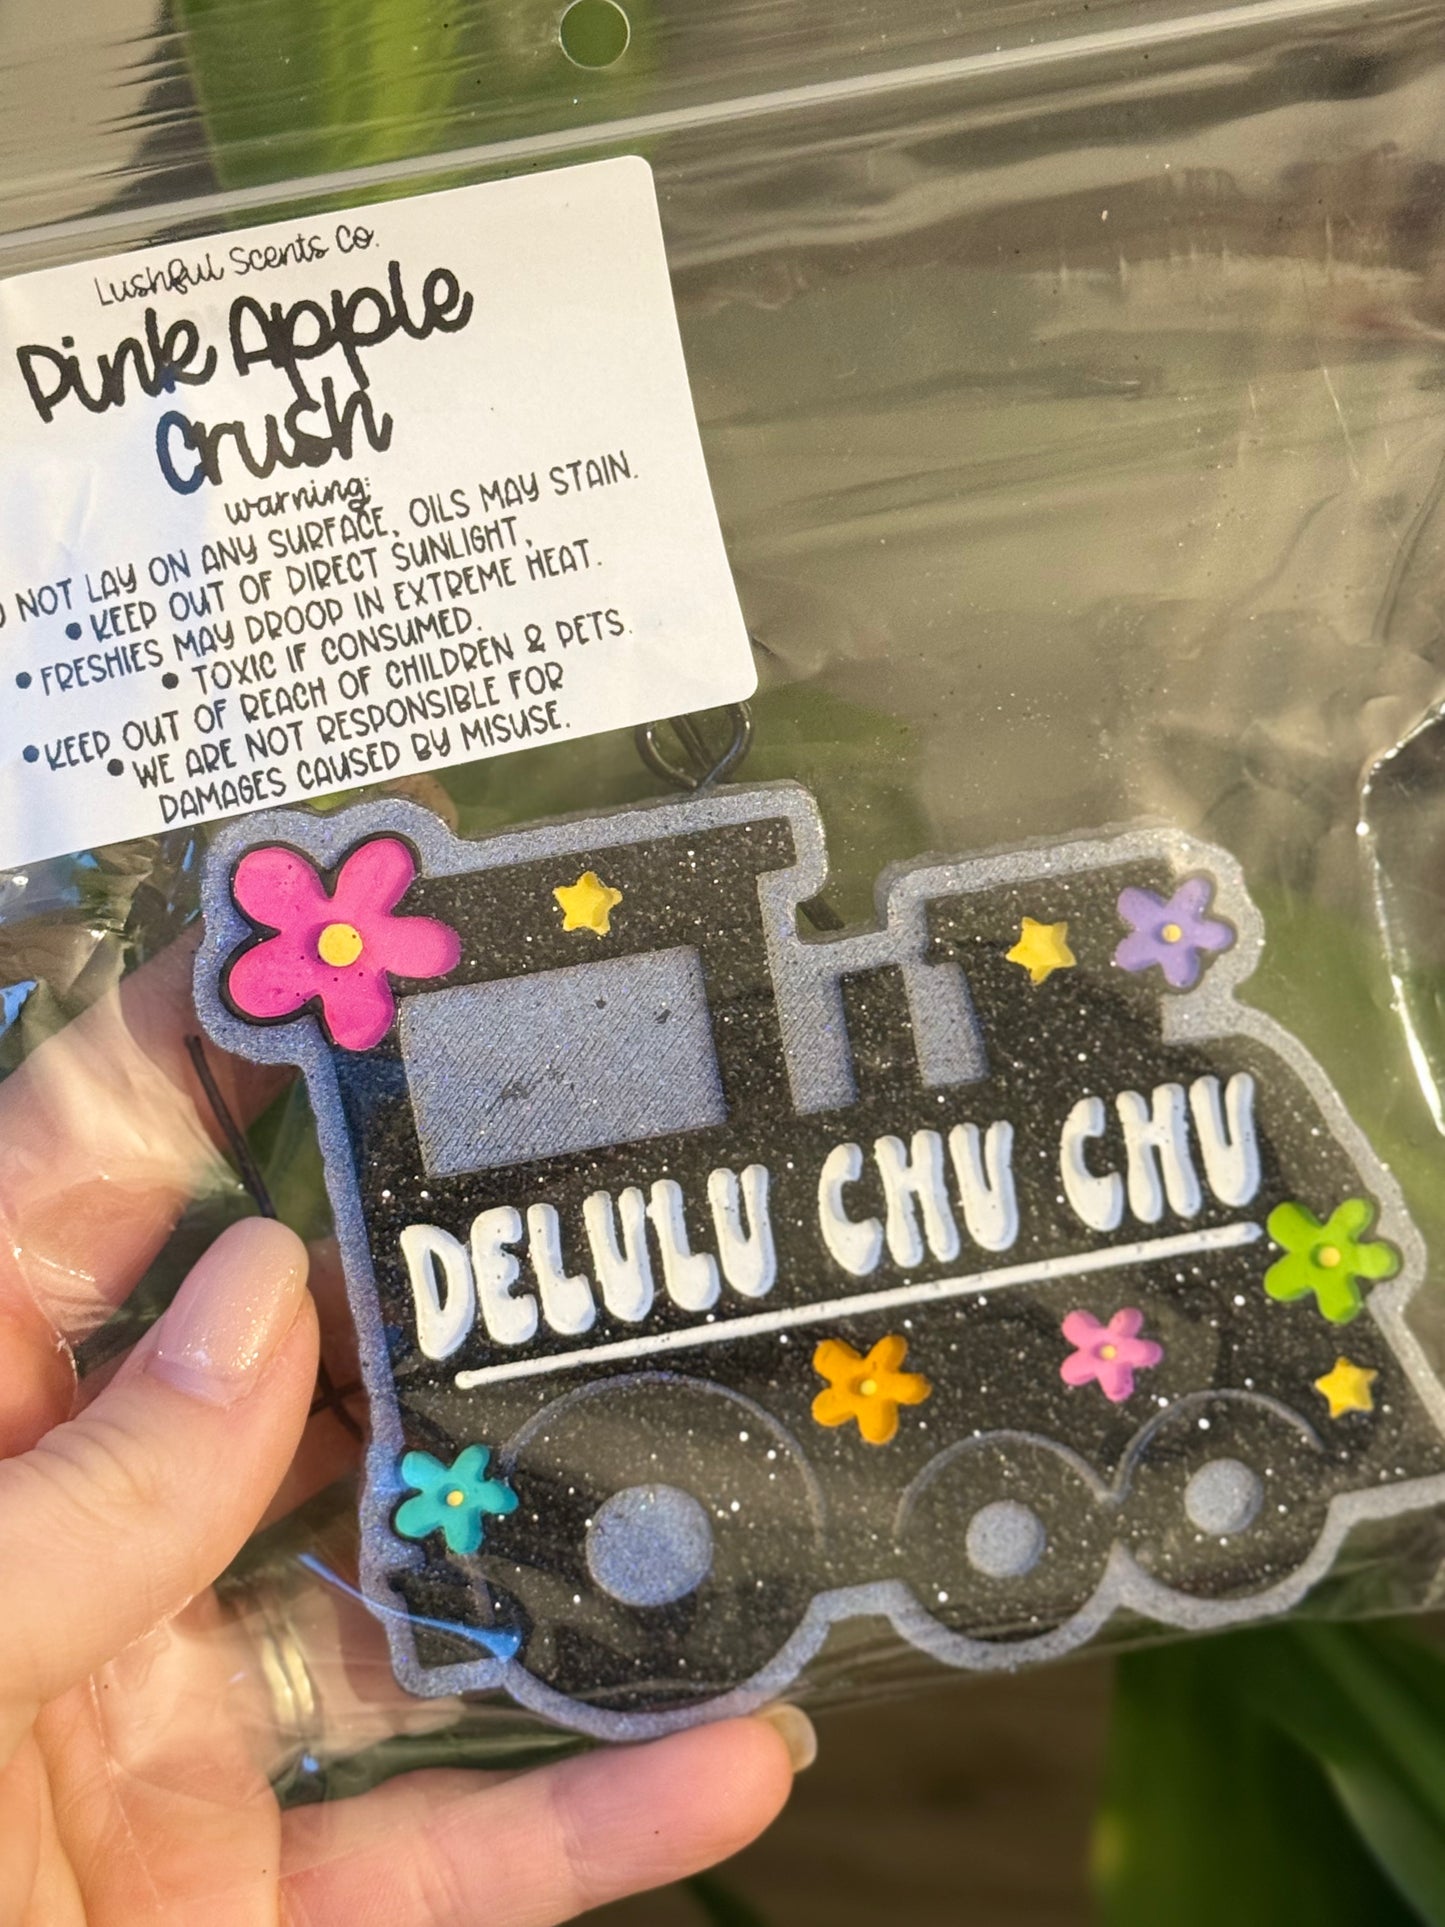 Lushful Scents Co.
Pink Apple
Crush
warning:
NOT LAY ON ANY SURFACE, OILS MAY STAIN.
• KEEP OUT OF DIRECT SUNLIGHT,
• FRESHIES MAY DROOP IN EXTREME HEAT.
• TOXIC IF CONSUMED.
• KEEP OUT OF REACH OF CHILDREN & PETS.
• WE ARE NOT RESPONSIBLE FOR
DAMAGES CAUSED BY MISUSE.
DELULU CHU CHU